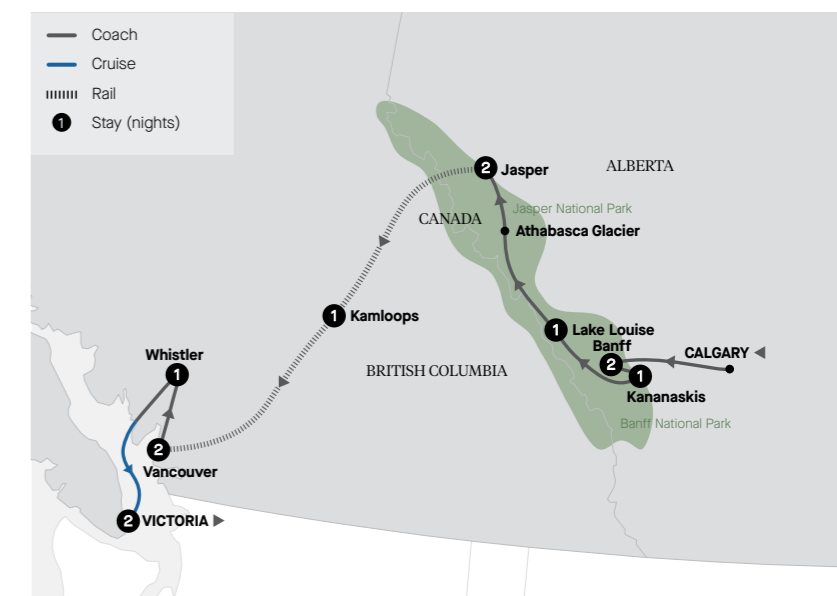 Coach
Cruise
Rail
1 Stay (nights)
2 Jasper
ALBERTA
Jasper National Park
CANADA
Athabasca Glacier
1 Kamloops
1 Lake Louise
Banff
2
CALGARY
1
Kananaskis
Whistler
1
BRITISH COLUMBIA
Banff National Park
2
Vancouver
2 VICTORIA